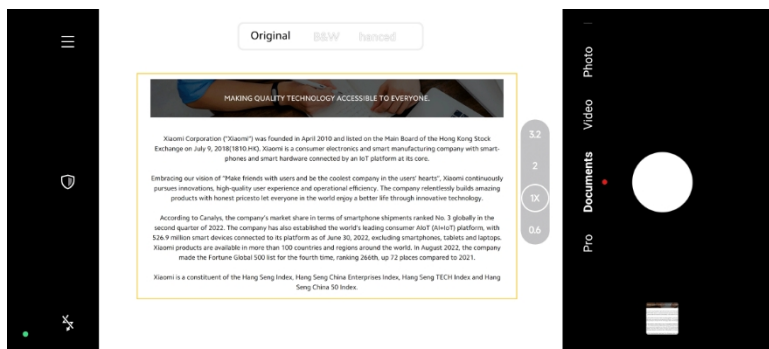 Original B&W hanced
MAKING QUALITY TECHNOLOGY ACCESSIBLE TO EVERYONE.
Xiaomi Corporation ("Xiaomi") was founded in April 2010 and listed on the Main Board of the Hong Kong Stock
Exchange on July 9, 2018(1810.HK). Xiaomi is a consumer electronics and smart manufacturing company with smart-
phones and smart hardware connected by an IoT platform at its core.
Embracing our vision of "Make friends with users and be the coolest company in the users' hearts", Xiaomi continuously
pursues innovations, high-quality user experience and operational efficiency. The company relentlessly builds amazing
products with honest pricesto let everyone in the world enjoy a better life through innovative technology.
According to Canalys, the company's market share in terms of smartphone shipments ranked No. 3 globally in the
second quarter of 2022. The company has also established the world's leading consumer AIoT (AI+IoT) platform, with
526.9 million smart devices connected to its platform as of June 30, 2022, excluding smartphones, tablets and laptops.
Xiaomi products are available in more than 100 countries and regions around the world. In August 2022, the company
made the Fortune Global 500 list for the fourth time, ranking 266th, up 72 places compared to 2021.
Xiaomi is a constituent of the Hang Seng Index, Hang Seng China Enterprises Index, Hang Seng TECH Index and Hang
Seng China 50 Index.
3.2
2
1X
0.6
Photo
Video
Documents
Pro